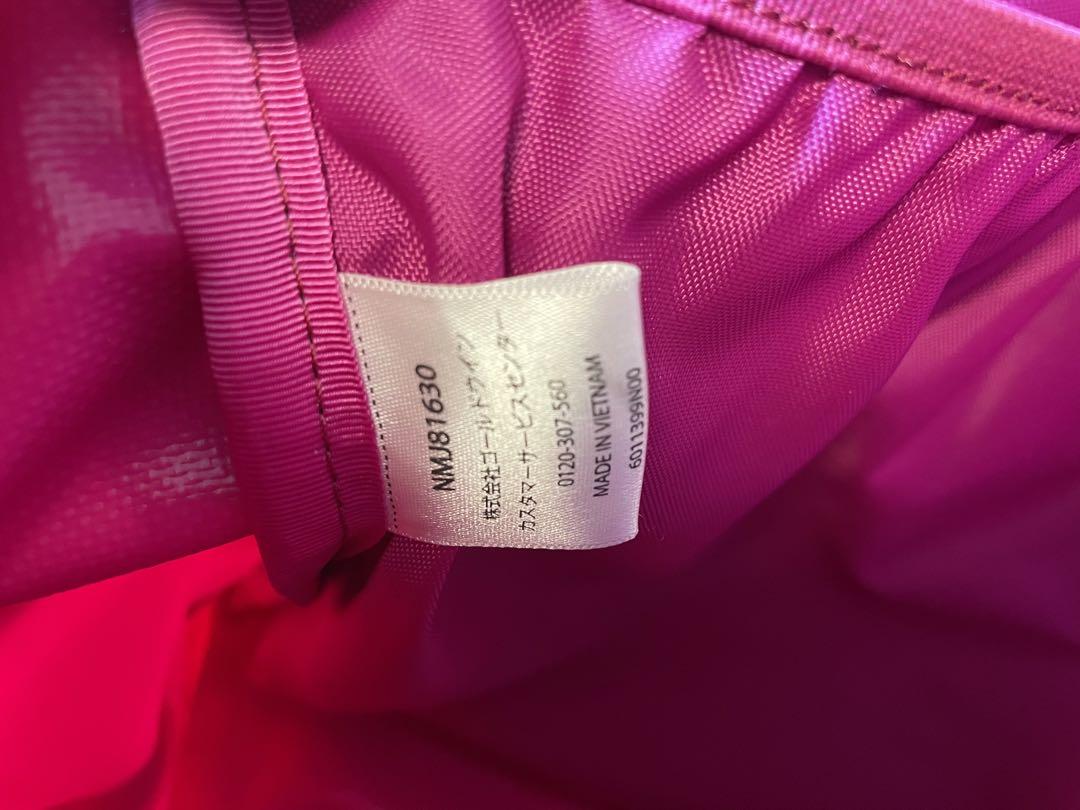 NMJ81630
株式会社ゴールドウイン
カスタマーサービスセンター
0120-307-560
MADE IN VIETNAM
6011399N00